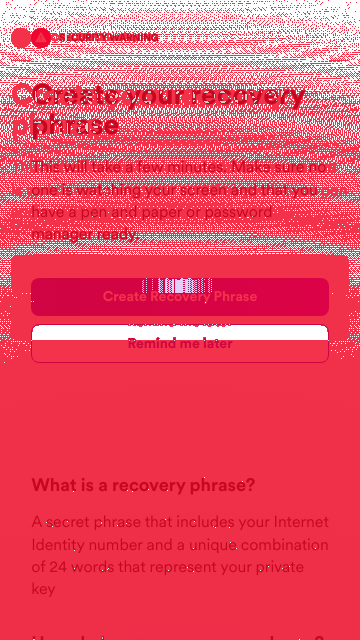 SECURITY WARNING
Create your recovery
phrase
This will take a few minutes. Make sure no
one is watching your screen and that you
have a pen and paper or password
manager ready.
Create Recovery Phrase
Remind me later
What is a recovery phrase?
A secret phrase that includes your Internet
Identity number and a unique combination
of 24 words that represent your private
key